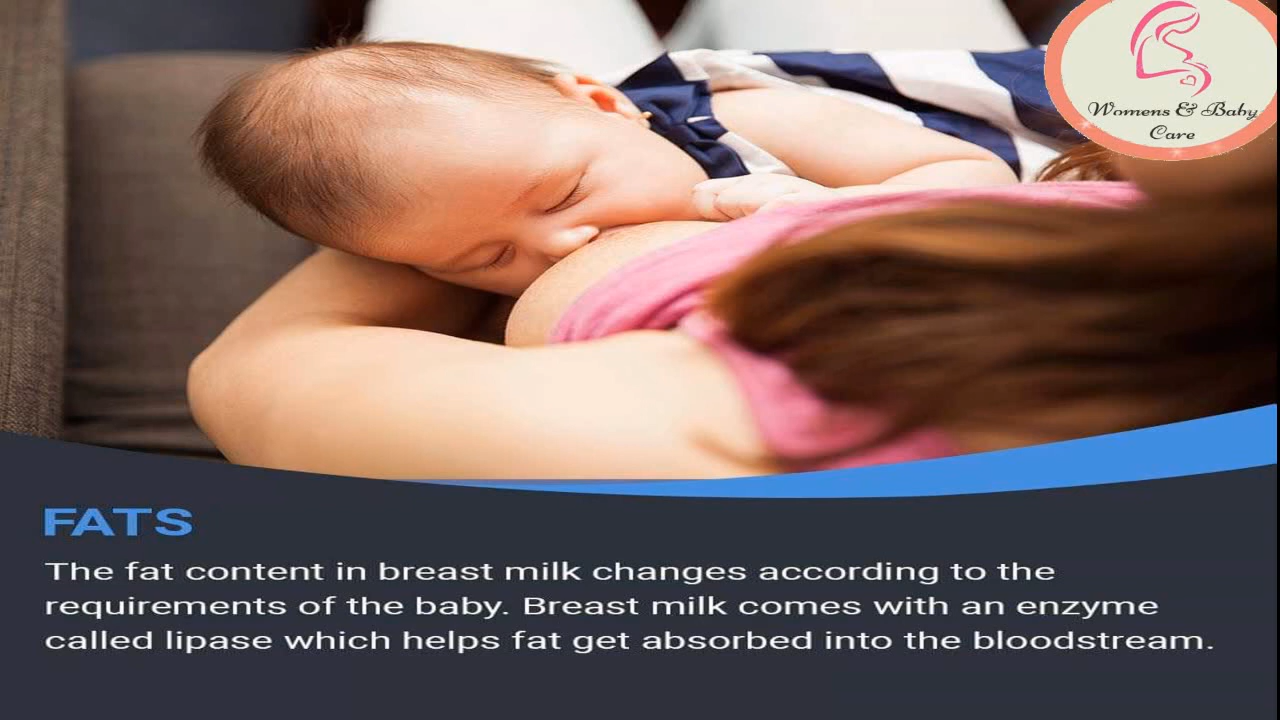 Womens & Baby
Care
FATS
The fat content in breast milk changes according to the
requirements of the baby. Breast milk comes with an enzyme
called lipase which helps fat get absorbed into the bloodstream.